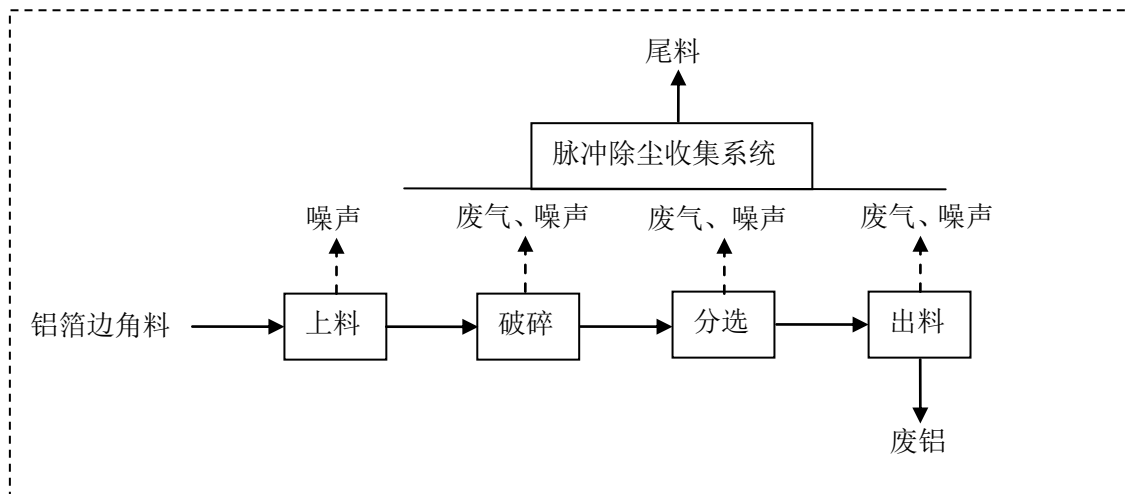 尾料
脉冲除尘收集系统
噪声
废气、噪声
废气、噪声
废气、噪声
铝箔边角料
上料
破碎
分选
出料
废铝